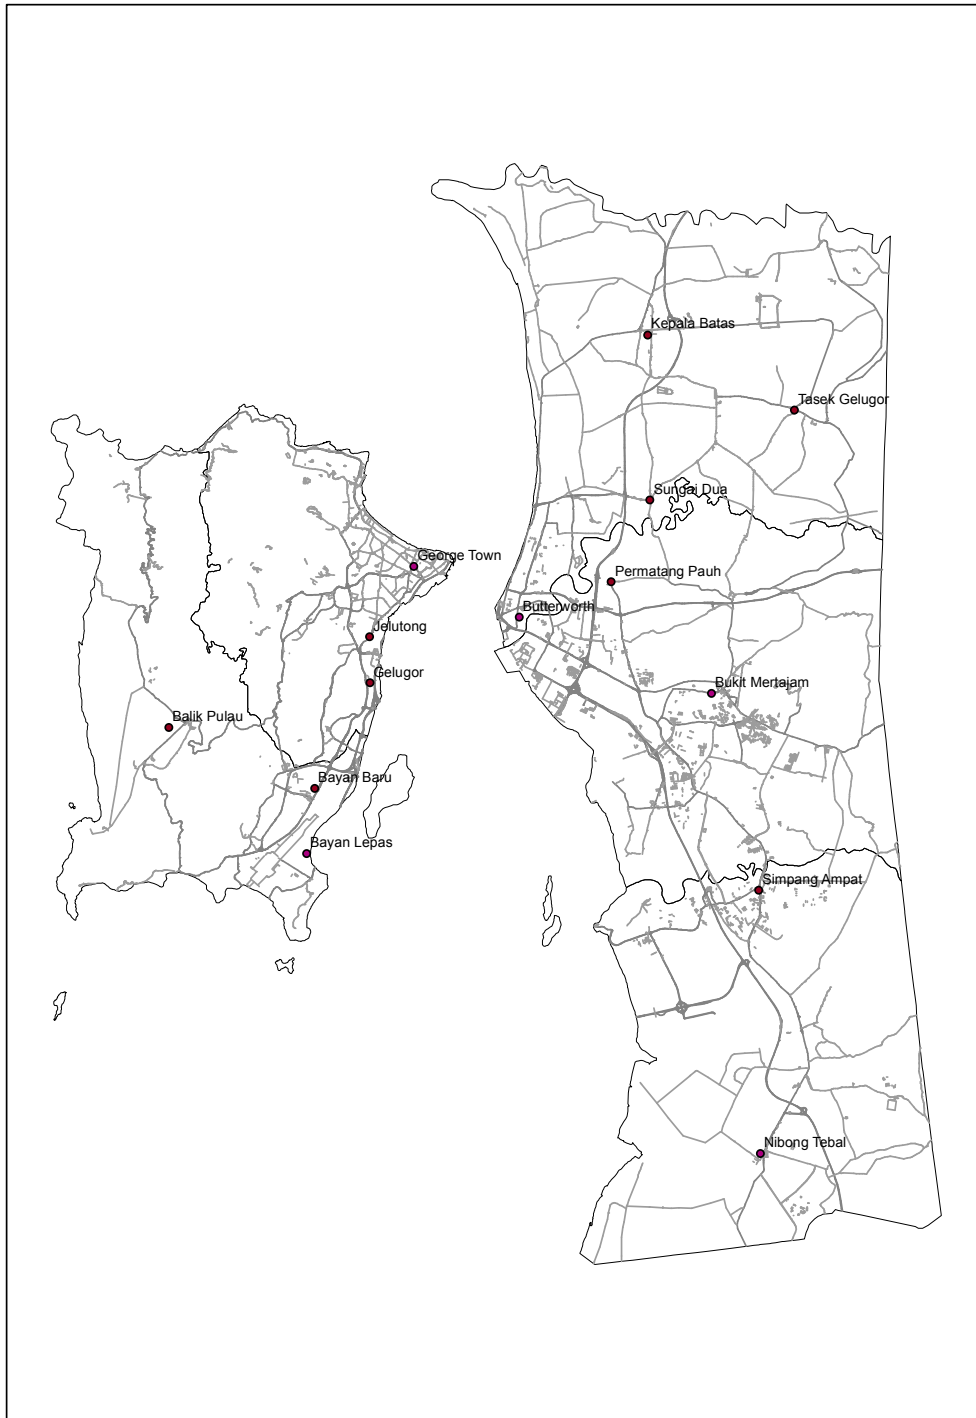 Kepala Batas
Tasek Gelugor
Sungai Dua
George Town
Permatang Pauh
Butterworth
Jelutong
Gelugor
Bukit Mertajam
Balik Pulau
Bayan Baru
Bayan Lepas
Simpang Ampat
Nibong Tebal